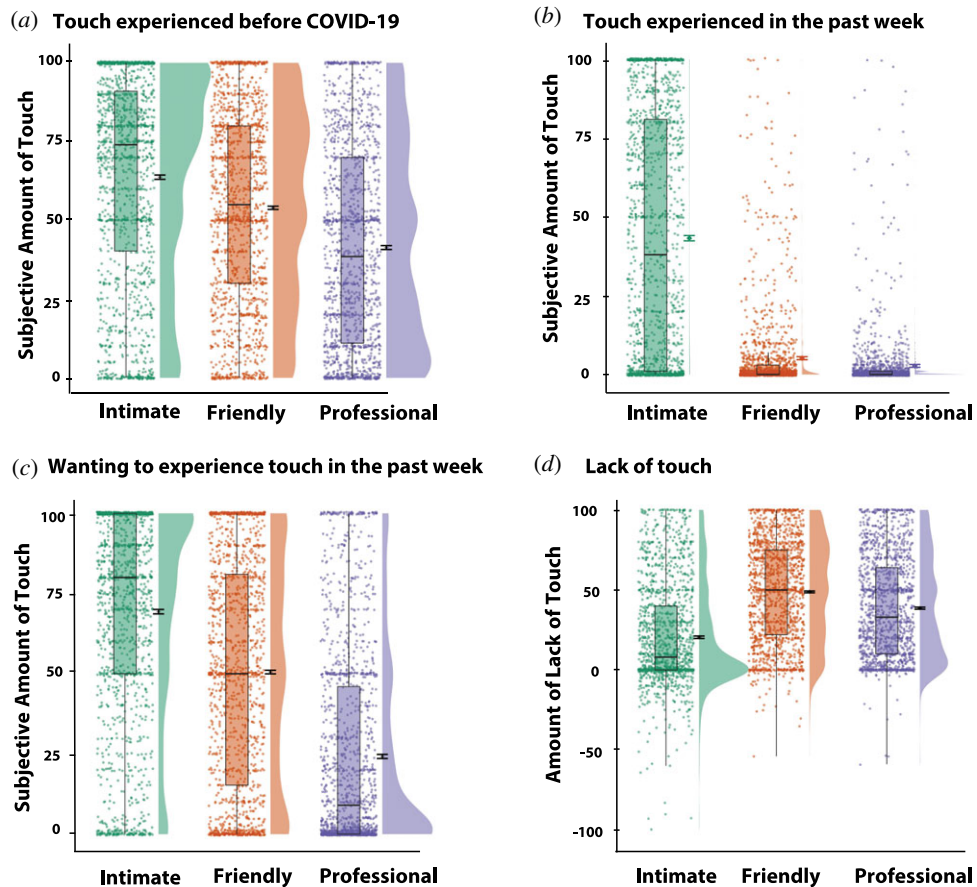 (a) Touch experienced before COVID-19
Subjective Amount of Touch
100
75
50
25
0
Intimate Friendly Professional
(b) Touch experienced in the past week
Subjective Amount of Touch
100
75
50
25
0
Intimate Friendly Professional
(c) Wanting to experience touch in the past week
Subjective Amount of Touch
100
75
50
25
0
Intimate Friendly Professional
(d) Lack of touch
Amount of Lack of Touch
100
50
0
-50
-100
Intimate Friendly Professional